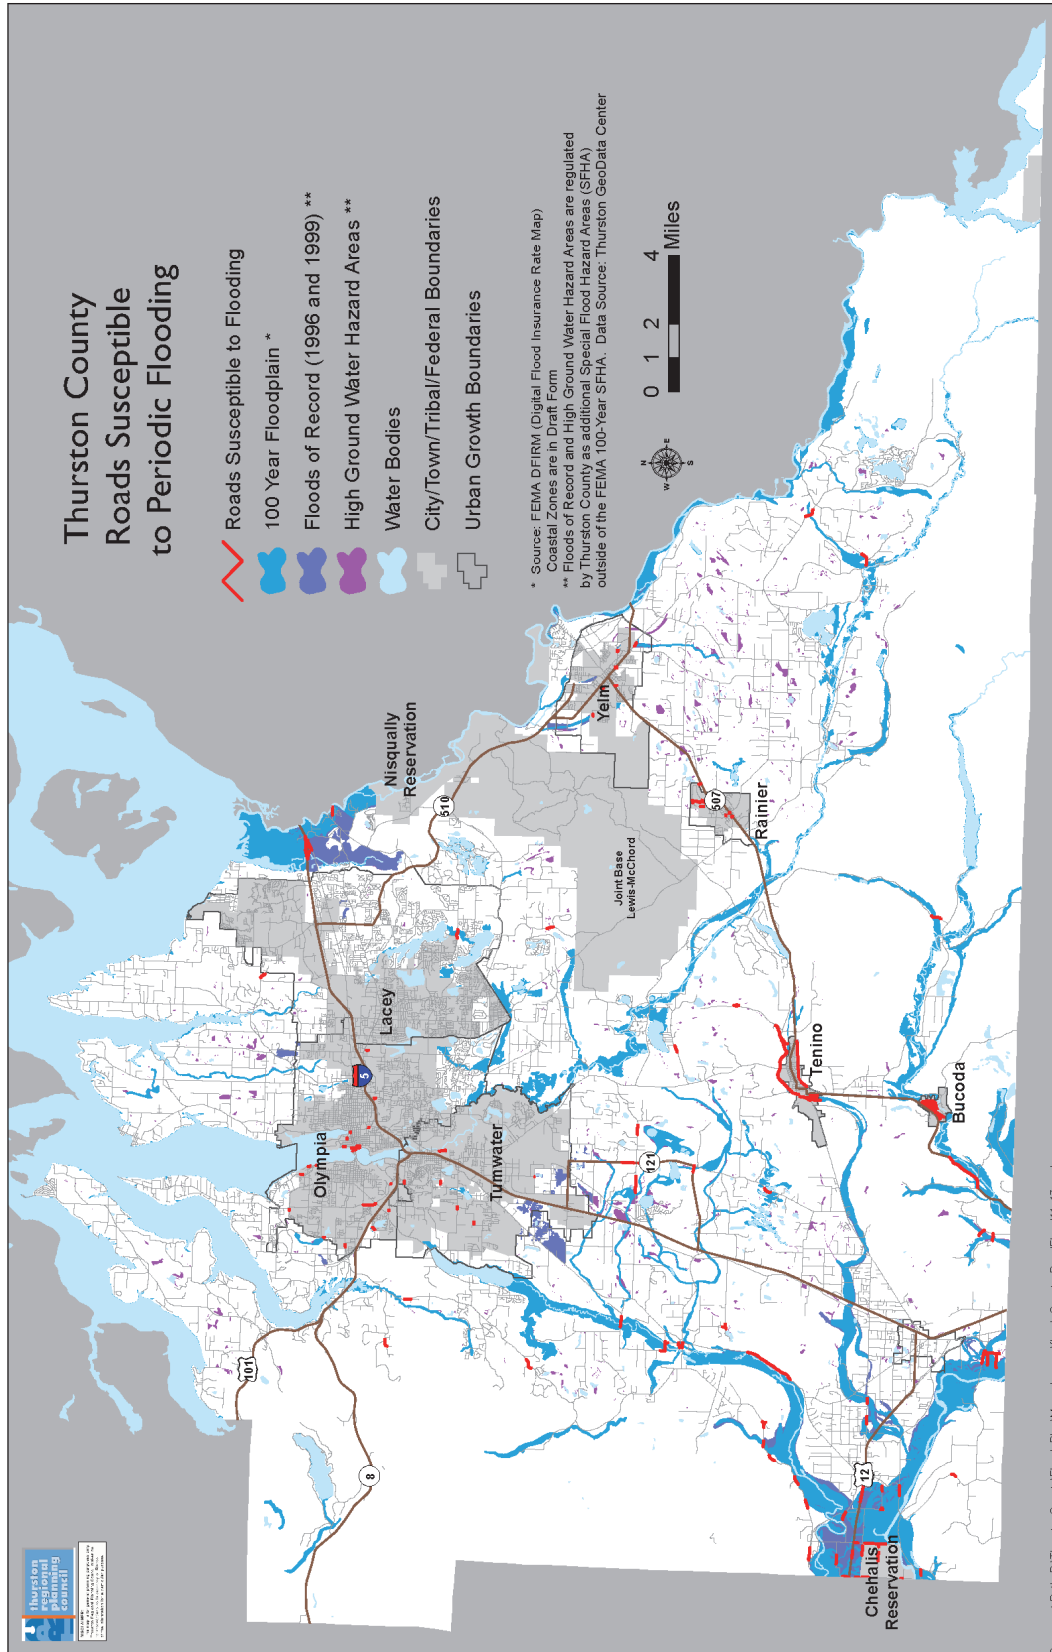 Thurston County
Roads Susceptible
to Periodic Flooding
Roads Susceptible to Flooding
100 Year Floodplain *
Floods of Record (1996 and 1999) **
High Ground Water Hazard Areas **
Water Bodies
City/Town/Tribal/Federal Boundaries
Urban Growth Boundaries
* Source: FEMA DFIRM (Digital Flood Insurance Rate Map)
Coastal Zones are in Draft Form
** Floods of Record and High Ground Water Hazard Areas are regulated
by Thurston County as additional Special Flood Hazard Areas (SFHA)
outside of the FEMA 100-Year SFHA. Data Source: Thurston GeoData Center
N
W E
S
0 1 2 4
Miles
thurston
regional
planning
council
101
8
Olympia
5
Lacey
Tumwater
Nisqually
Reservation
510
Yelm
Joint Base
Lewis-McChord
507
Rainier
121
Tenino
Bucoda
12
Chehalis
Reservation